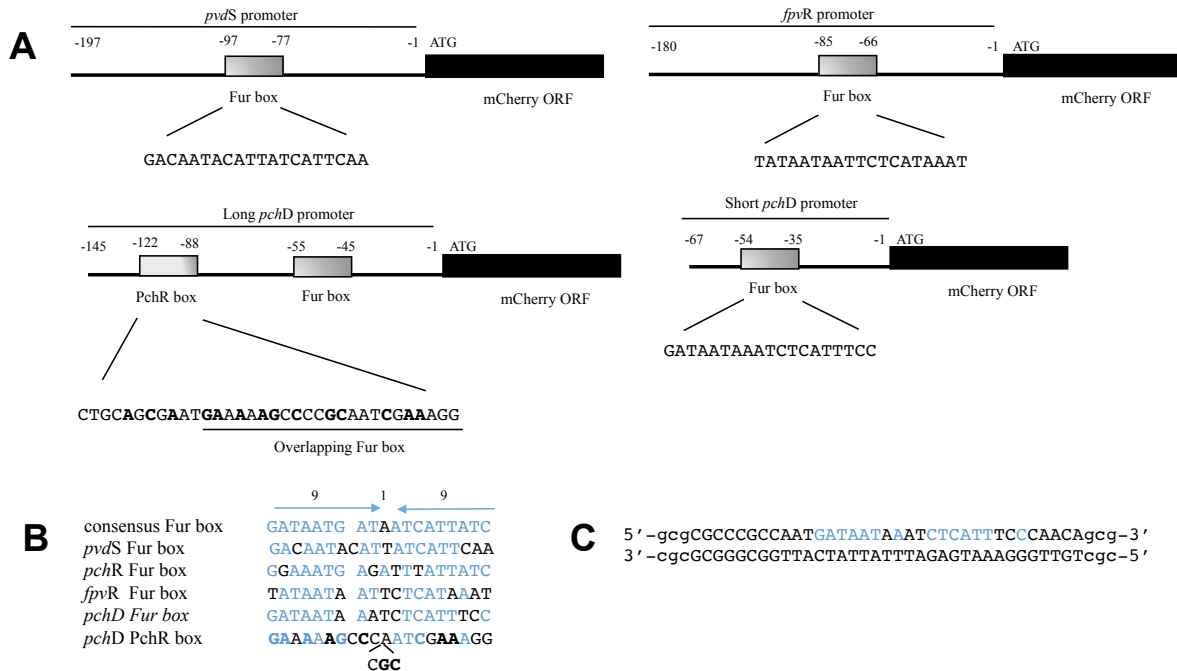 A
pvdS promoter
-197
-97
-77
-1
ATG
Fur box
mCherry ORF
GACAATACATTATCATTCAA
fpvR promoter
-180
-85
-66
-1
ATG
Fur box
mCherry ORF
TATAATAATTCTCATAAAT
Long pchD promoter
-145
-122
-88
-55
-45
-1
ATG
PchR box
Fur box
mCherry ORF
CTGCAGCGAATGAAAAAGCCCCGCAATCGAAAGG
Overlapping Fur box
Short pchD promoter
-67
-54
-35
-1
ATG
Fur box
mCherry ORF
GATAATAAATCTCATTTCC
B
9 1 9
consensus Fur box GATAATG ATAATCATTATC
pvdS Fur box GACAATACATTATCATTCAA
pchR Fur box GGAAATG AGATTTATTATC
fpvR Fur box TATAATA ATTCTCATAAAT
pchD Fur box GATAATA AATCTCATTTCC
pchD PchR box GAAAAAGCCCAATCGAAAGG
CGC
C
5’-gcgCGCCCGCCAATGATAATAAATCTCATTTCCCAACAgcg-3’
3’-cgcGCGGGCGGTTACTATTATTTAGAGTAAAGGGTTGTcgc-5’